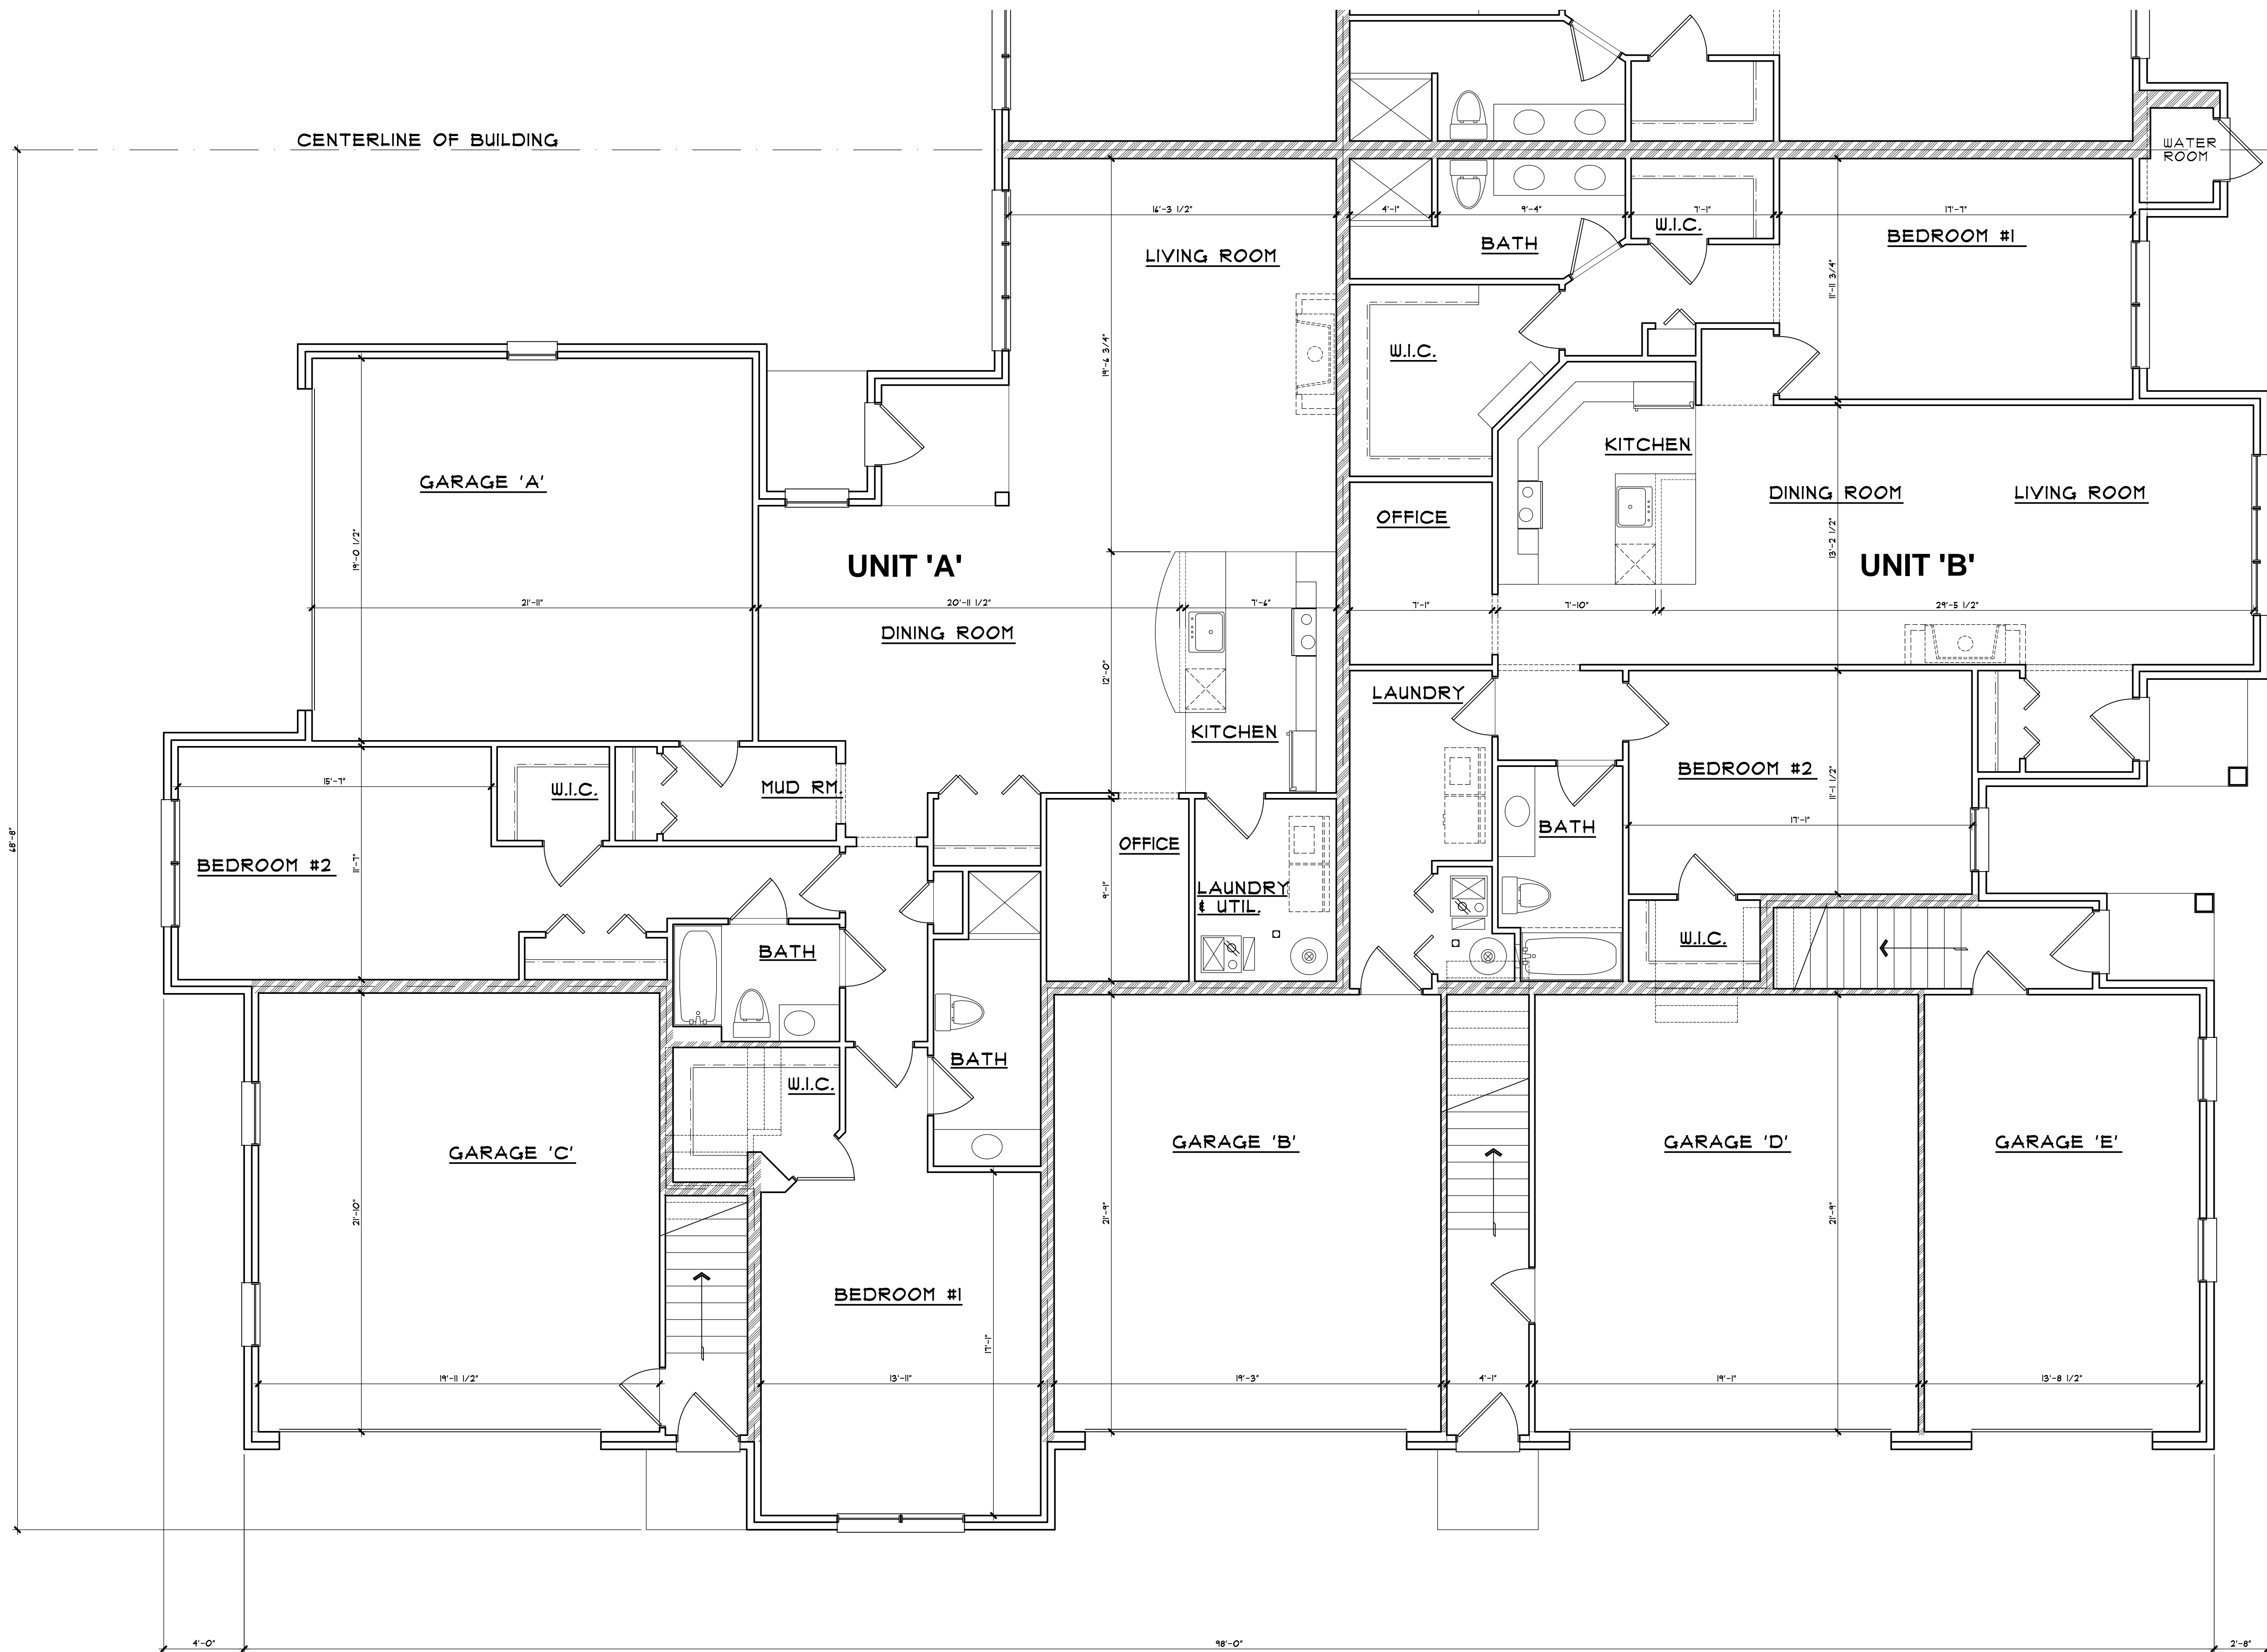 CENTERLINE OF BUILDING
WATER
ROOM
16'-3 1/2"
4'-1"
9'-4"
7'-1"
17'-7"
W.I.C.
BEDROOM #1
BATH
LIVING ROOM
11'-11 3/4"
19'-6 3/4"
W.I.C.
KITCHEN
GARAGE 'A'
DINING ROOM
LIVING ROOM
OFFICE
19'-0 1/2"
13'-2 1/2"
UNIT 'A'
UNIT 'B'
21'-11"
20'-11 1/2"
7'-6"
7'-1"
7'-10"
29'-5 1/2"
DINING ROOM
12'-0"
LAUNDRY
KITCHEN
BEDROOM #2
15'-7"
W.I.C.
MUD RM.
11'-1 1/2"
17'-1"
BATH
68'-8"
OFFICE
BEDROOM #2
11'-7"
9'-1"
LAUNDRY
& UTIL.
W.I.C.
BATH
BATH
W.I.C.
GARAGE 'C'
GARAGE 'B'
GARAGE 'D'
GARAGE 'E'
21'-10"
21'-9"
21'-9"
BEDROOM #1
17'-1"
19'-11 1/2"
13'-11"
19'-3"
4'-1"
19'-1"
13'-8 1/2"
4'-0"
98'-0"
2'-8"